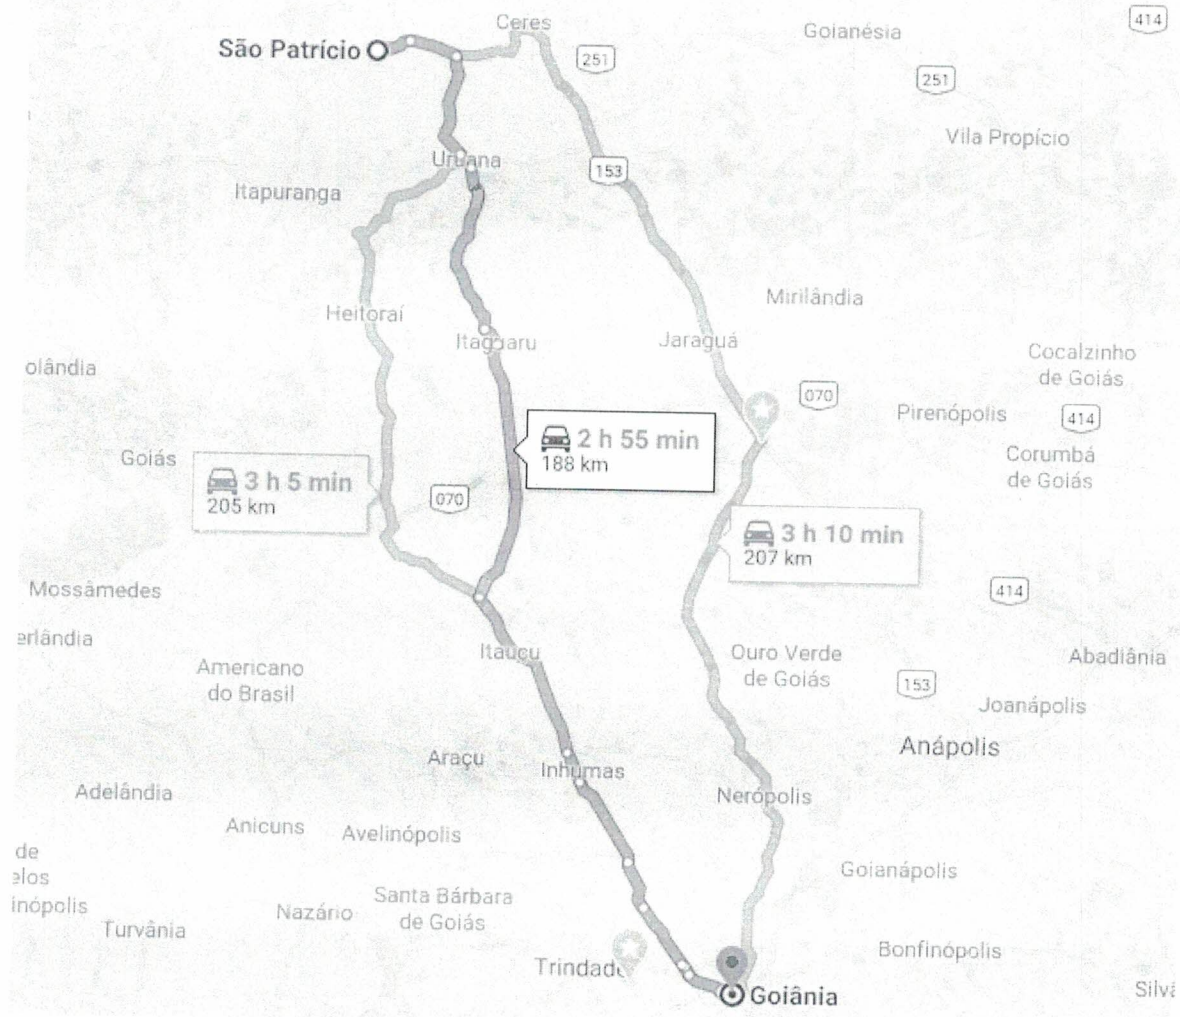 Ceres
Goianésia
414
São Patrício
251
251
Vila Propício
Uruana
153
Itapuranga
Mirilândia
Heitoraí
Jaraguá
Cocalzinho
de Goiás
olândia
070
Pirenópolis
414
2 h 55 min
188 km
Corumbá
de Goiás
Goiás
3 h 5 min
205 km
070
3 h 10 min
207 km
Mossâmedes
414
erlândia
Itauçu
Ouro Verde
de Goiás
Abadiânia
Americano
do Brasil
153
Joanápolis
Anápolis
Araçu
Inhumas
Adelândia
Nerópolis
Anicuns
Avelinópolis
de
elos
inópolis
Goianápolis
Santa Bárbara
de Goiás
Nazário
Turvânia
Bonfinópolis
Trindade
Goiânia
Silvâ